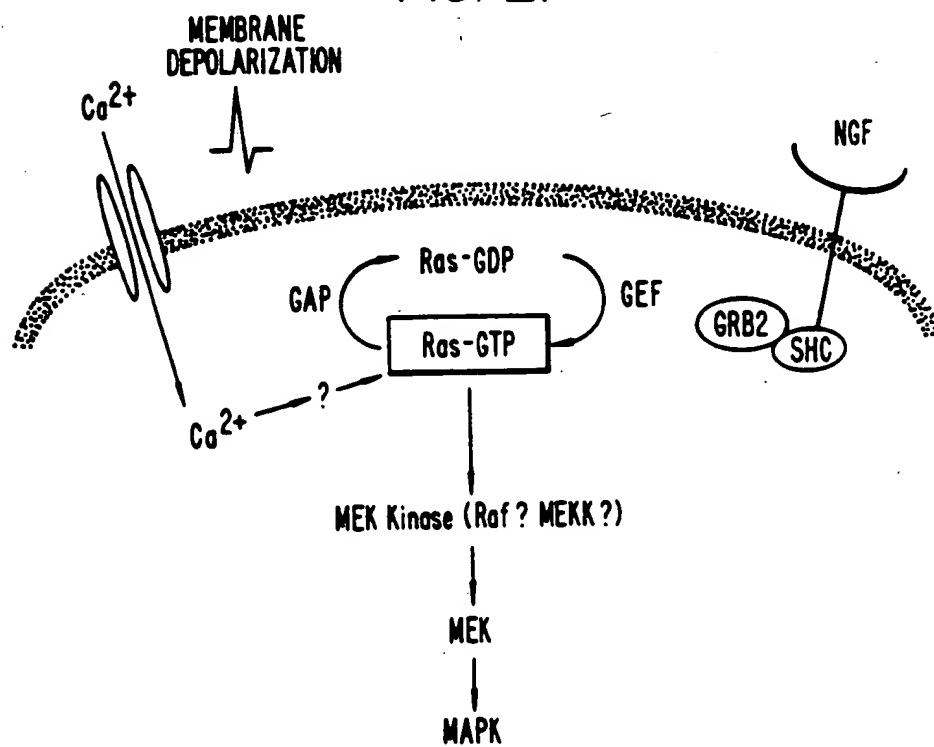 MEMBRANE
DEPOLARIZATION
Ca2+
NGF
Ras-GDP
GAP
GEF
Ras-GTP
GRB2
SHC
Ca2+ ?
MEK Kinase (Raf ? MEKK ?)
MEK
MAPK